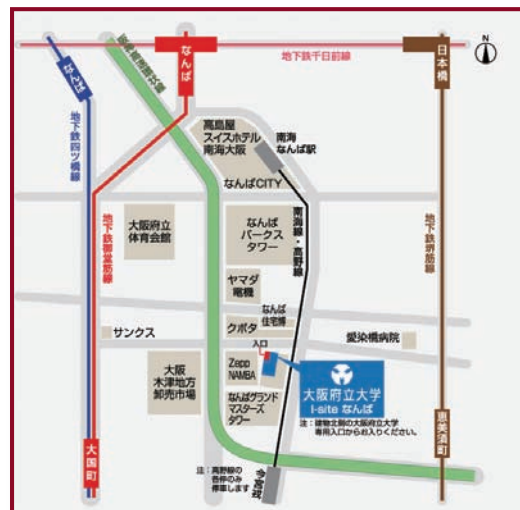 N
地下鉄千日前線
なんば
なんば
日本橋
阪神高速環状線
地下鉄四ツ橋線
高島屋
スイスホテル
南海大阪
南海
なんば駅
なんばCITY
地下鉄御堂筋線
大阪府立
体育会館
なんば
パークス
タワー
南海線・高野線
地下鉄堺筋線
ヤマダ
電機
サンクス
クボタ
なんば
住宅博
入口
愛染橋病院
大阪
木津地方
卸売市場
Zepp
NAMBA
大阪府立大学
I-site なんば
注：建物北側の大阪府立大学
専用入口からお入りください。
なんばグランド
マスターズ
タワー
大国町
恵美須町
注：高野線の
各停のみ
停車します
今宮戎